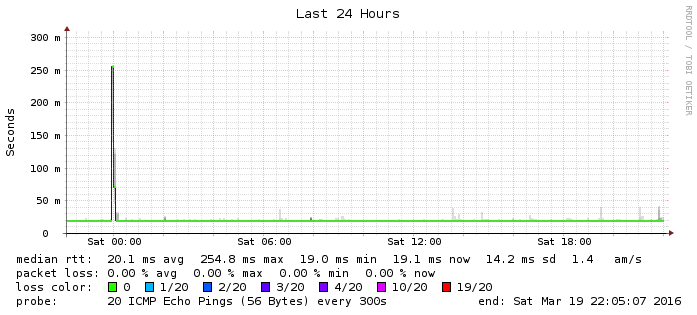 Last 24 Hours
RRDTOOL / TOBI OETIKER
Seconds
300 m
250 m
200 m
150 m
100 m
50 m
0
Sat 00:00 Sat 06:00 Sat 12:00 Sat 18:00
median rtt: 20.1 ms avg 254.8 ms max 19.0 ms min 19.1 ms now 14.2 ms sd 1.4 am/s
packet loss: 0.00 % avg 0.00 % max 0.00 % min 0.00 % now
loss color: 0 1/20 2/20 3/20 4/20 10/20 19/20
probe: 20 ICMP Echo Pings (56 Bytes) every 300s end: Sat Mar 19 22:05:07 2016